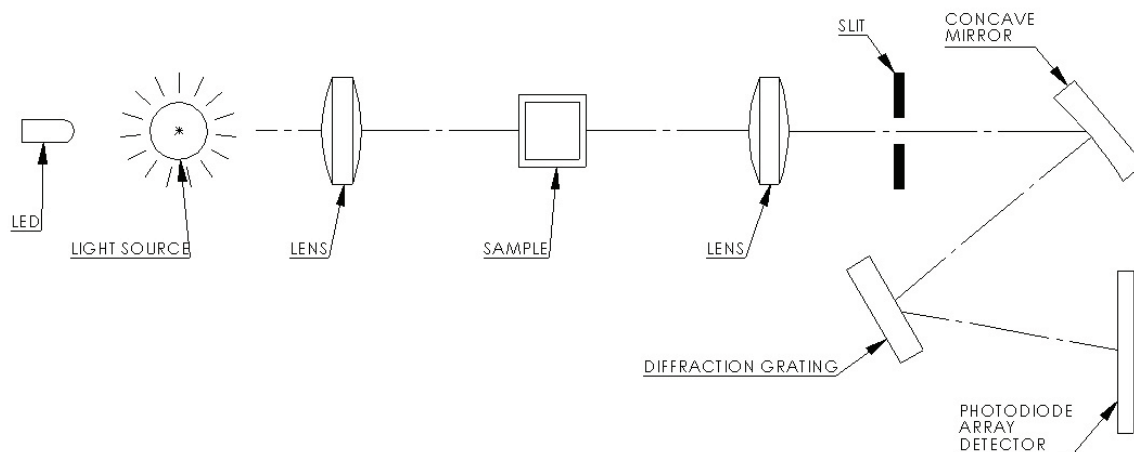 SLIT
CONCAVE
MIRROR
LED
LIGHT SOURCE
LENS
SAMPLE
LENS
DIFFRACTION GRATING
PHOTODIODE
ARRAY
DETECTOR